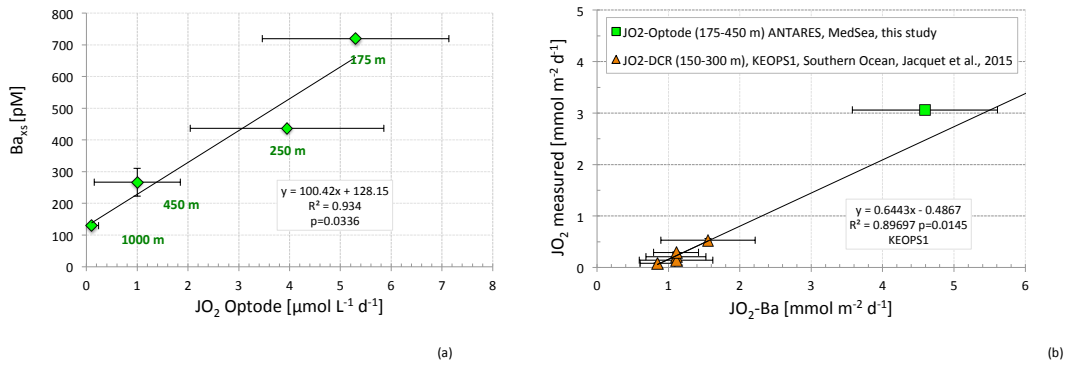 800
700
600
500
400
300
200
100
0
Ba_xs [pM]
175 m
250 m
450 m
1000 m
y = 100.42x + 128.15
R² = 0.934
p=0.0336
0 1 2 3 4 5 6 7 8
JO₂ Optode [µmol L⁻¹ d⁻¹]
(a)
5
4
3
2
1
0
JO₂ measured [mmol m⁻² d⁻¹]
JO2-Optode (175-450 m) ANTARES, MedSea, this study
JO2-DCR (150-300 m), KEOPS1, Southern Ocean, Jacquet et al., 2015
y = 0.6443x - 0.4867
R² = 0.89697 p=0.0145
KEOPS1
0 1 2 3 4 5 6
JO₂-Ba [mmol m⁻² d⁻¹]
(b)